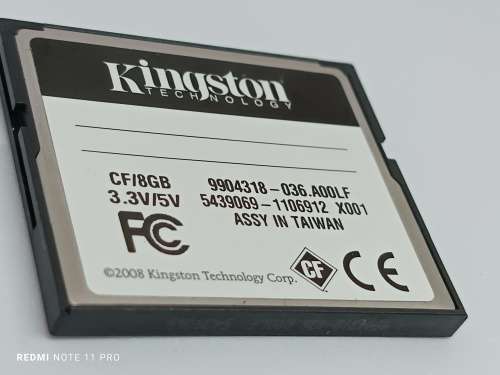 Kingston
TECHNOLOGY
CF/8GB 9904318-036.A00LF
3.3V/5V 5439069-1106912 X001
ASSY IN TAIWAN
FC
©2008 Kingston Technology Corp.
CF
CE
REDMI NOTE 11 PRO